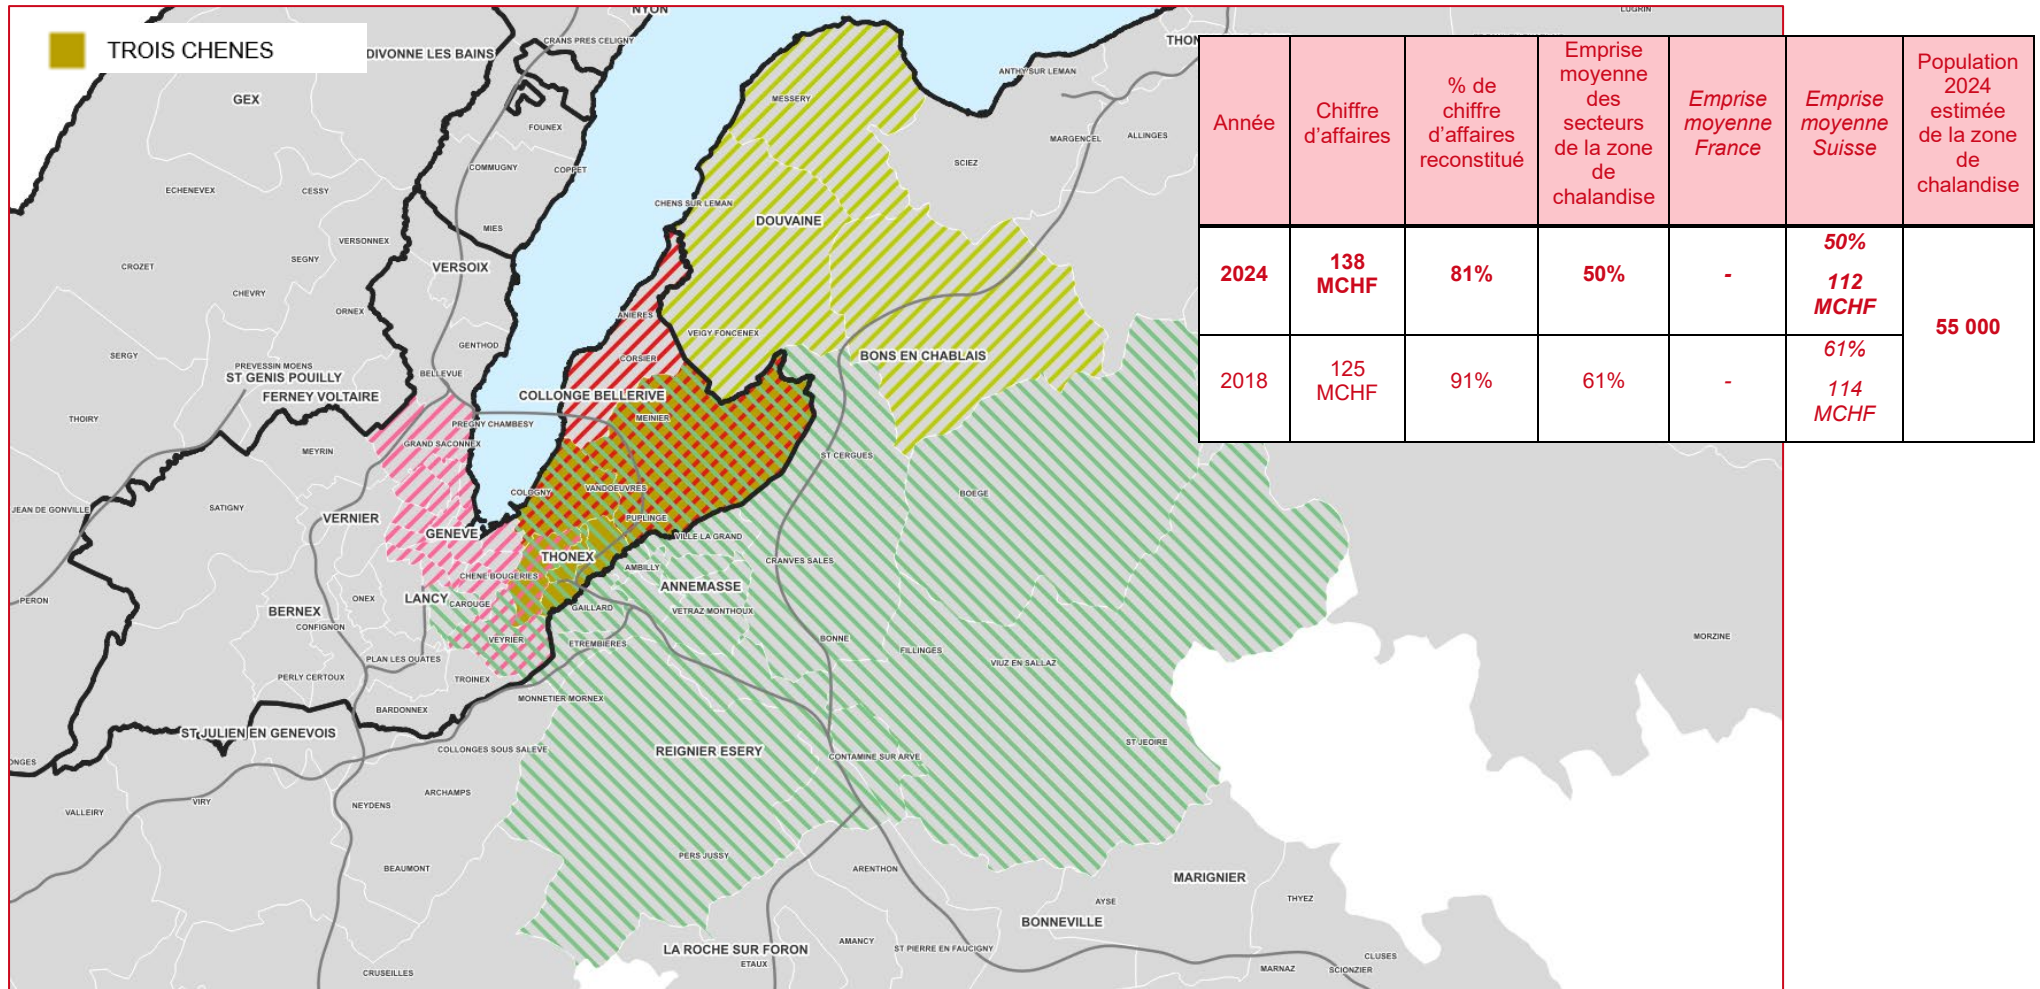 TROIS CHENES
NYON
LUGRIN
CRANS PRES CELIGNY
DIVONNE LES BAINS
THON
ANTHY SUR LEMAN
GEX
MESSERY
FOUNEX
MARGENCEL
ALLINGES
SCIEZ
COMMUGNY
COPPET
ECHENEVEX
CESSY
CHENS SUR LEMAN
DOUVAINE
MIES
VERSONNEX
SEGNY
CROZET
VERSOIX
CHEVRY
ORNEX
ANIERES
VEIGY FONCENEX
GENTHOD
SERGY
CORSIER
BONS EN CHABLAIS
PREVESSIN MOENS
ST GENIS POUILLY
BELLEVUE
FERNEY VOLTAIRE
COLLONGE BELLERIVE
THOIRY
MEINIER
PREGNY CHAMBESY
GRAND SACONNEX
MEYRIN
ST CERGUES
COLOGNY
VANDOEUVRES
BOEGE
JEAN DE GONVILLE
SATIGNY
VERNIER
PUPLINGE
GENEVE
VILLE LA GRAND
THONEX
CRANVES SALES
AMBILLY
CHENE BOUGERIES
ANNEMASSE
PERON
ONEX
LANCY
CAROUGE
GAILLARD
VETRAZ MONTHOUX
BERNEX
CONFIGNON
VEYRIER
ETREMBIERES
BONNE
MORZINE
FILLINGES
PLAN LES OUATES
VIUZ EN SALLAZ
PERLY CERTOUX
TROINEX
MONNETIER MORNEX
BARDONNEX
ST JULIEN EN GENEVOIS
COLLONGES SOUS SALEVE
REIGNIER ESERY
ST JEOIRE
CONTAMINE SUR ARVE
ONGES
ARCHAMPS
VIRY
NEYDENS
VALLEIRY
PERS JUSSY
BEAUMONT
ARENTHON
MARIGNIER
AYSE
THYEZ
BONNEVILLE
AMANCY
LA ROCHE SUR FORON
ST PIERRE EN FAUCIGNY
CLUSES
ETAUX
MARNAZ
SCIONZIER
CRUSEILLES
Année
Chiffre
d'affaires
% de
chiffre
d'affaires
reconstitué
Emprise
moyenne
des
secteurs
de la zone
de
chalandise
Emprise
moyenne
France
Emprise
moyenne
Suisse
Population
2024
estimée
de la zone
de
chalandise
2024
138
MCHF
81%
50%
-
50%
112
MCHF
55 000
2018
125
MCHF
91%
61%
-
61%
114
MCHF